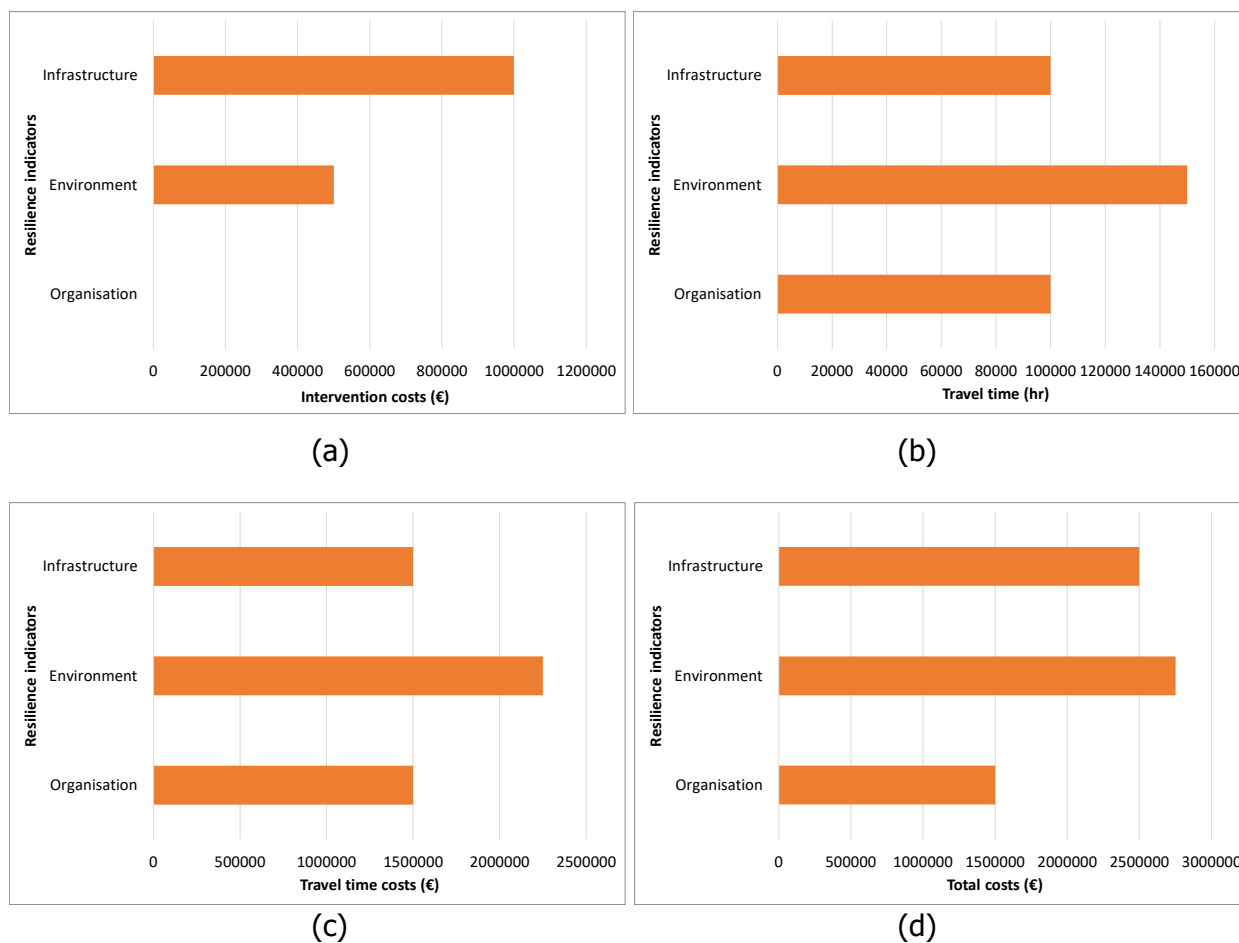 Resilience indicators
Infrastructure
Environment
Organisation
0 200000 400000 600000 800000 1000000 1200000
Intervention costs (€)
(a)
Resilience indicators
Infrastructure
Environment
Organisation
0 20000 40000 60000 80000 100000 120000 140000 160000
Travel time (hr)
(b)
Resilience indicators
Infrastructure
Environment
Organisation
0 500000 1000000 1500000 2000000 2500000
Travel time costs (€)
(c)
Resilience indicators
Infrastructure
Environment
Organisation
0 500000 1000000 1500000 2000000 2500000 3000000
Total costs (€)
(d)